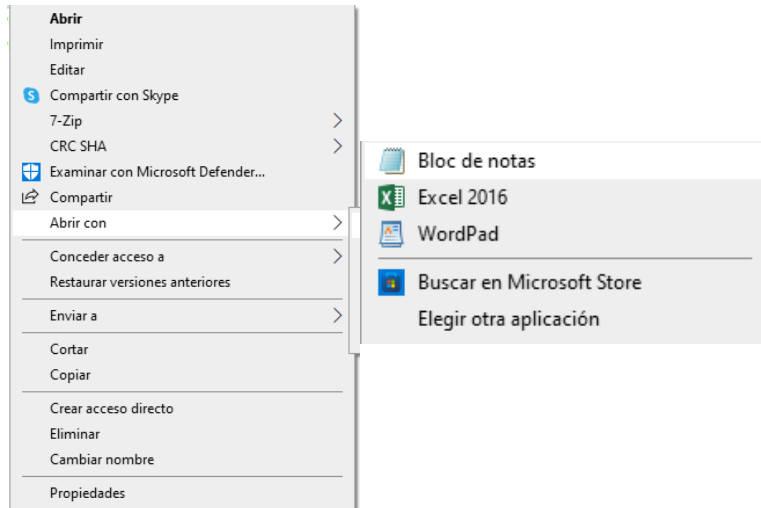 Abrir
Imprimir
Editar
Compartir con Skype
7-Zip
CRC SHA
Examinar con Microsoft Defender...
Compartir
Abrir con
Conceder acceso a
Restaurar versiones anteriores
Enviar a
Cortar
Copiar
Crear acceso directo
Eliminar
Cambiar nombre
Propiedades
Bloc de notas
Excel 2016
WordPad
Buscar en Microsoft Store
Elegir otra aplicación